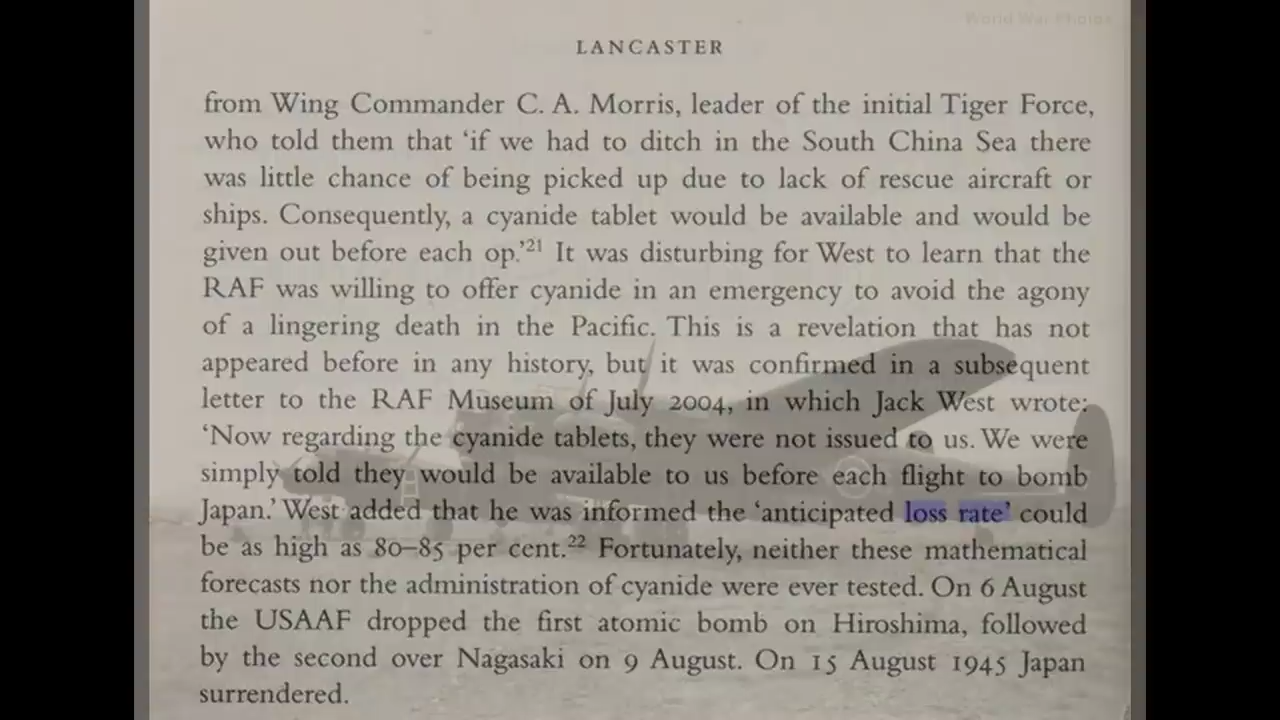 World War Photos
LANCASTER
from Wing Commander C. A. Morris, leader of the initial Tiger Force,
who told them that ‘if we had to ditch in the South China Sea there
was little chance of being picked up due to lack of rescue aircraft or
ships. Consequently, a cyanide tablet would be available and would be
given out before each op.’21 It was disturbing for West to learn that the
RAF was willing to offer cyanide in an emergency to avoid the agony
of a lingering death in the Pacific. This is a revelation that has not
appeared before in any history, but it was confirmed in a subsequent
letter to the RAF Museum of July 2004, in which Jack West wrote:
‘Now regarding the cyanide tablets, they were not issued to us. We were
simply told they would be available to us before each flight to bomb
Japan.’ West added that he was informed the ‘anticipated loss rate’ could
be as high as 80–85 per cent.22 Fortunately, neither these mathematical
forecasts nor the administration of cyanide were ever tested. On 6 August
the USAAF dropped the first atomic bomb on Hiroshima, followed
by the second over Nagasaki on 9 August. On 15 August 1945 Japan
surrendered.